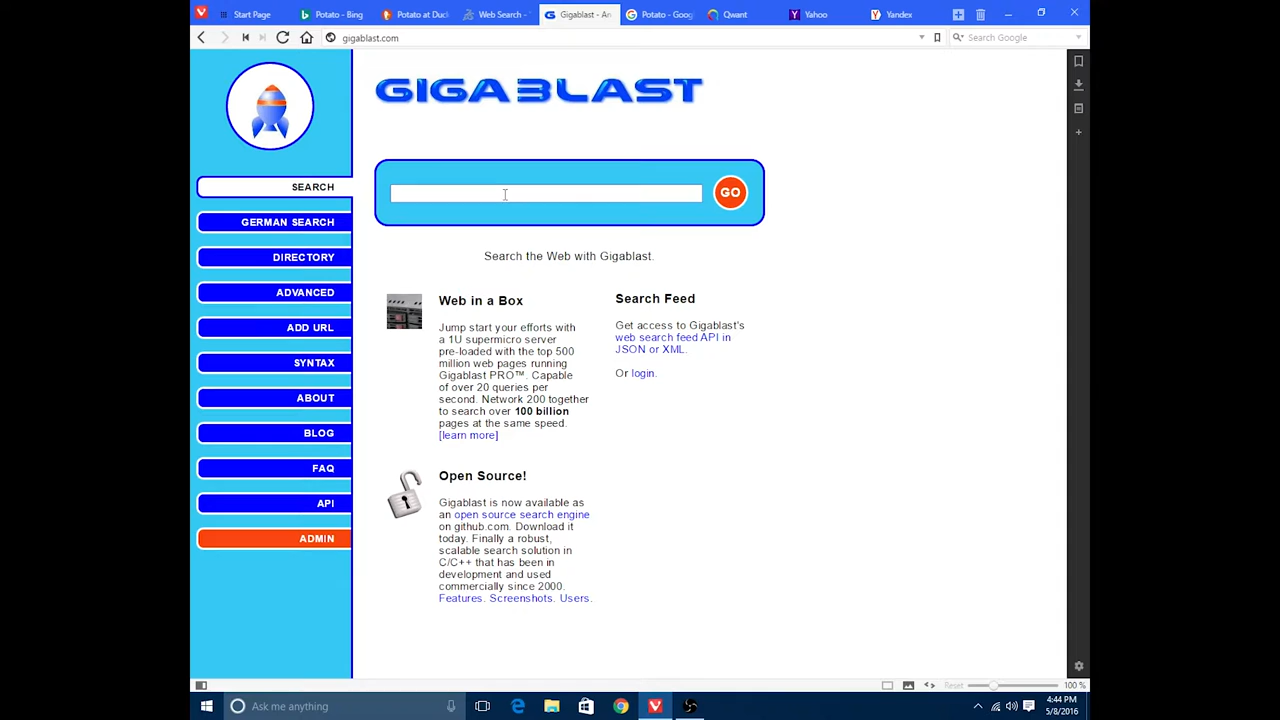 Start Page
Potato - Bing
Potato at Duck
Web Search -
Gigablast - An
Potato - Goog
Qwant
Yahoo
Yandex
gigablast.com
Search Google
GIGABLAST
SEARCH
GERMAN SEARCH
DIRECTORY
ADVANCED
ADD URL
SYNTAX
ABOUT
BLOG
FAQ
API
ADMIN
GO
Search the Web with Gigablast.
Web in a Box
Jump start your efforts with
a 1U supermicro server
pre-loaded with the top 500
million web pages running
Gigablast PRO™. Capable
of over 20 queries per
second. Network 200 together
to search over 100 billion
pages at the same speed.
[learn more]
Search Feed
Get access to Gigablast's
web search feed API in
JSON or XML.
Or login.
Open Source!
Gigablast is now available as
an open source search engine
on github.com. Download it
today. Finally a robust,
scalable search solution in
C/C++ that has been in
development and used
commercially since 2000.
Features. Screenshots. Users.
Reset
100 %
Ask me anything
4:44 PM
5/8/2016